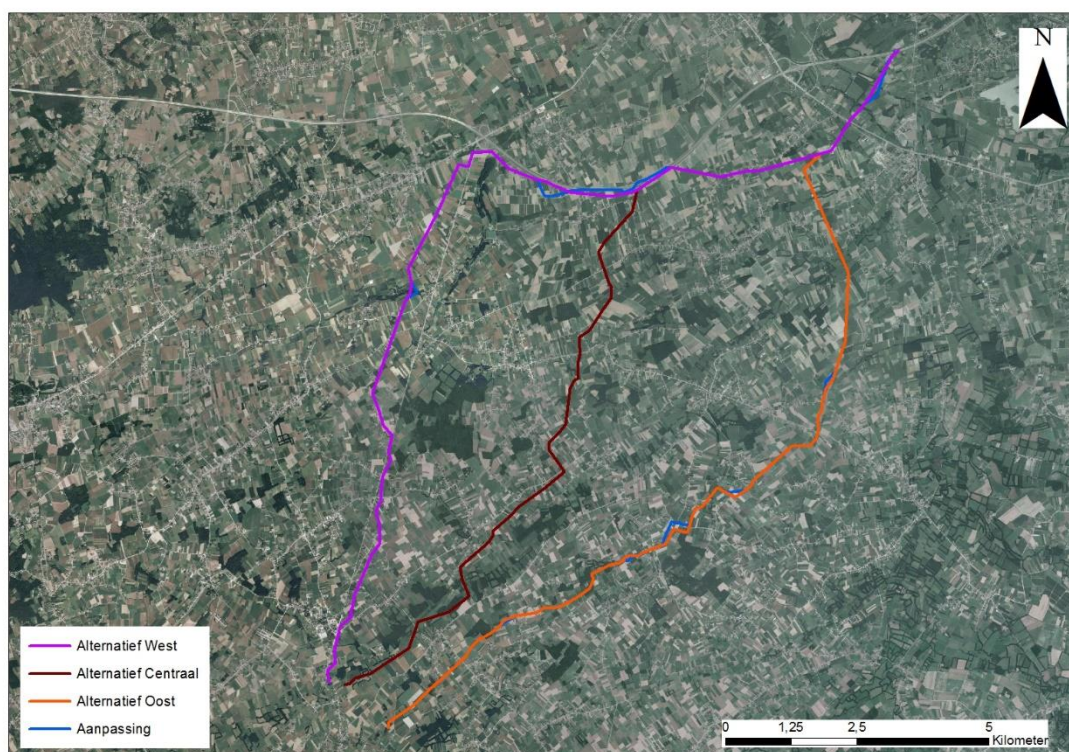 N
Alternatief West
Alternatief Centraal
Alternatief Oost
Aanpassing
0 1,25 2,5 5
Kilometer